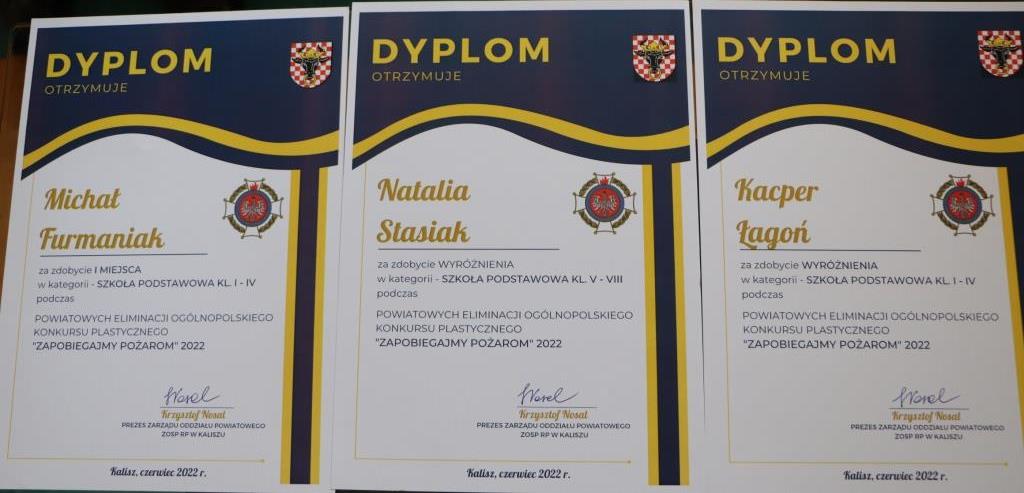 DYPLOM
OTRZYMUJE
Michał
Furmaniak
za zdobycie I MIEJSCA
w kategorii - SZKOŁA PODSTAWOWA KL. I - IV
podczas
POWIATOWYCH ELIMINACJI OGÓLNOPOLSKIEGO
KONKURSU PLASTYCZNEGO
"ZAPOBIEGAJMY POŻAROM" 2022
Krzysztof Nosal
PREZES ZARZĄDU ODDZIAŁU POWIATOWEGO
ZOSP RP W KALISZU
Kalisz, czerwiec 2022 r.
DYPLOM
OTRZYMUJE
Natalia
Stasiak
za zdobycie WYRÓŻNIENIA
w kategorii - SZKOŁA PODSTAWOWA KL. V - VIII
podczas
POWIATOWYCH ELIMINACJI OGÓLNOPOLSKIEGO
KONKURSU PLASTYCZNEGO
"ZAPOBIEGAJMY POŻAROM" 2022
Krzysztof Nosal
PREZES ZARZĄDU ODDZIAŁU POWIATOWEGO
ZOSP RP W KALISZU
Kalisz, czerwiec 2022 r.
DYPLOM
OTRZYMUJE
Kacper
Łagoń
za zdobycie WYRÓŻNIENIA
w kategorii - SZKOŁA PODSTAWOWA KL. I - IV
podczas
POWIATOWYCH ELIMINACJI OGÓLNOPOLSKIEGO
KONKURSU PLASTYCZNEGO
"ZAPOBIEGAJMY POŻAROM" 2022
Krzysztof Nosal
PREZES ZARZĄDU ODDZIAŁU POWIATOWEGO
ZOSP RP W KALISZU
Kalisz, czerwiec 2022 r.